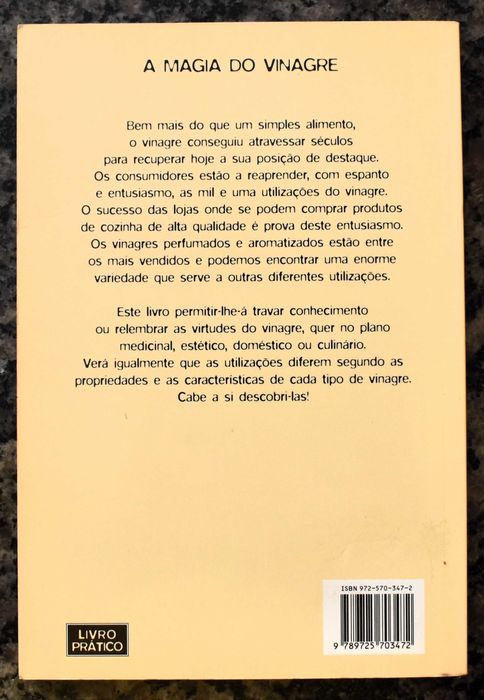 A MAGIA DO VINAGRE
Bem mais do que um simples alimento,
o vinagre conseguiu atravessar séculos
para recuperar hoje a sua posição de destaque.
Os consumidores estão a reaprender, com espanto
e entusiasmo, as mil e uma utilizações do vinagre.
O sucesso das lojas onde se podem comprar produtos
de cozinha de alta qualidade é prova deste entusiasmo.
Os vinagres perfumados e aromatizados estão entre
os mais vendidos e podemos encontrar uma enorme
variedade que serve a outras diferentes utilizações.
Este livro permitir-lhe-á travar conhecimento
ou relembrar as virtudes do vinagre, quer no plano
medicinal, estético, doméstico ou culinário.
Verá igualmente que as utilizações diferem segundo as
propriedades e as características de cada tipo de vinagre.
Cabe a si descobri-las!
ISBN 972-570-347-2
9 789725 703472
LIVRO
PRÁTICO